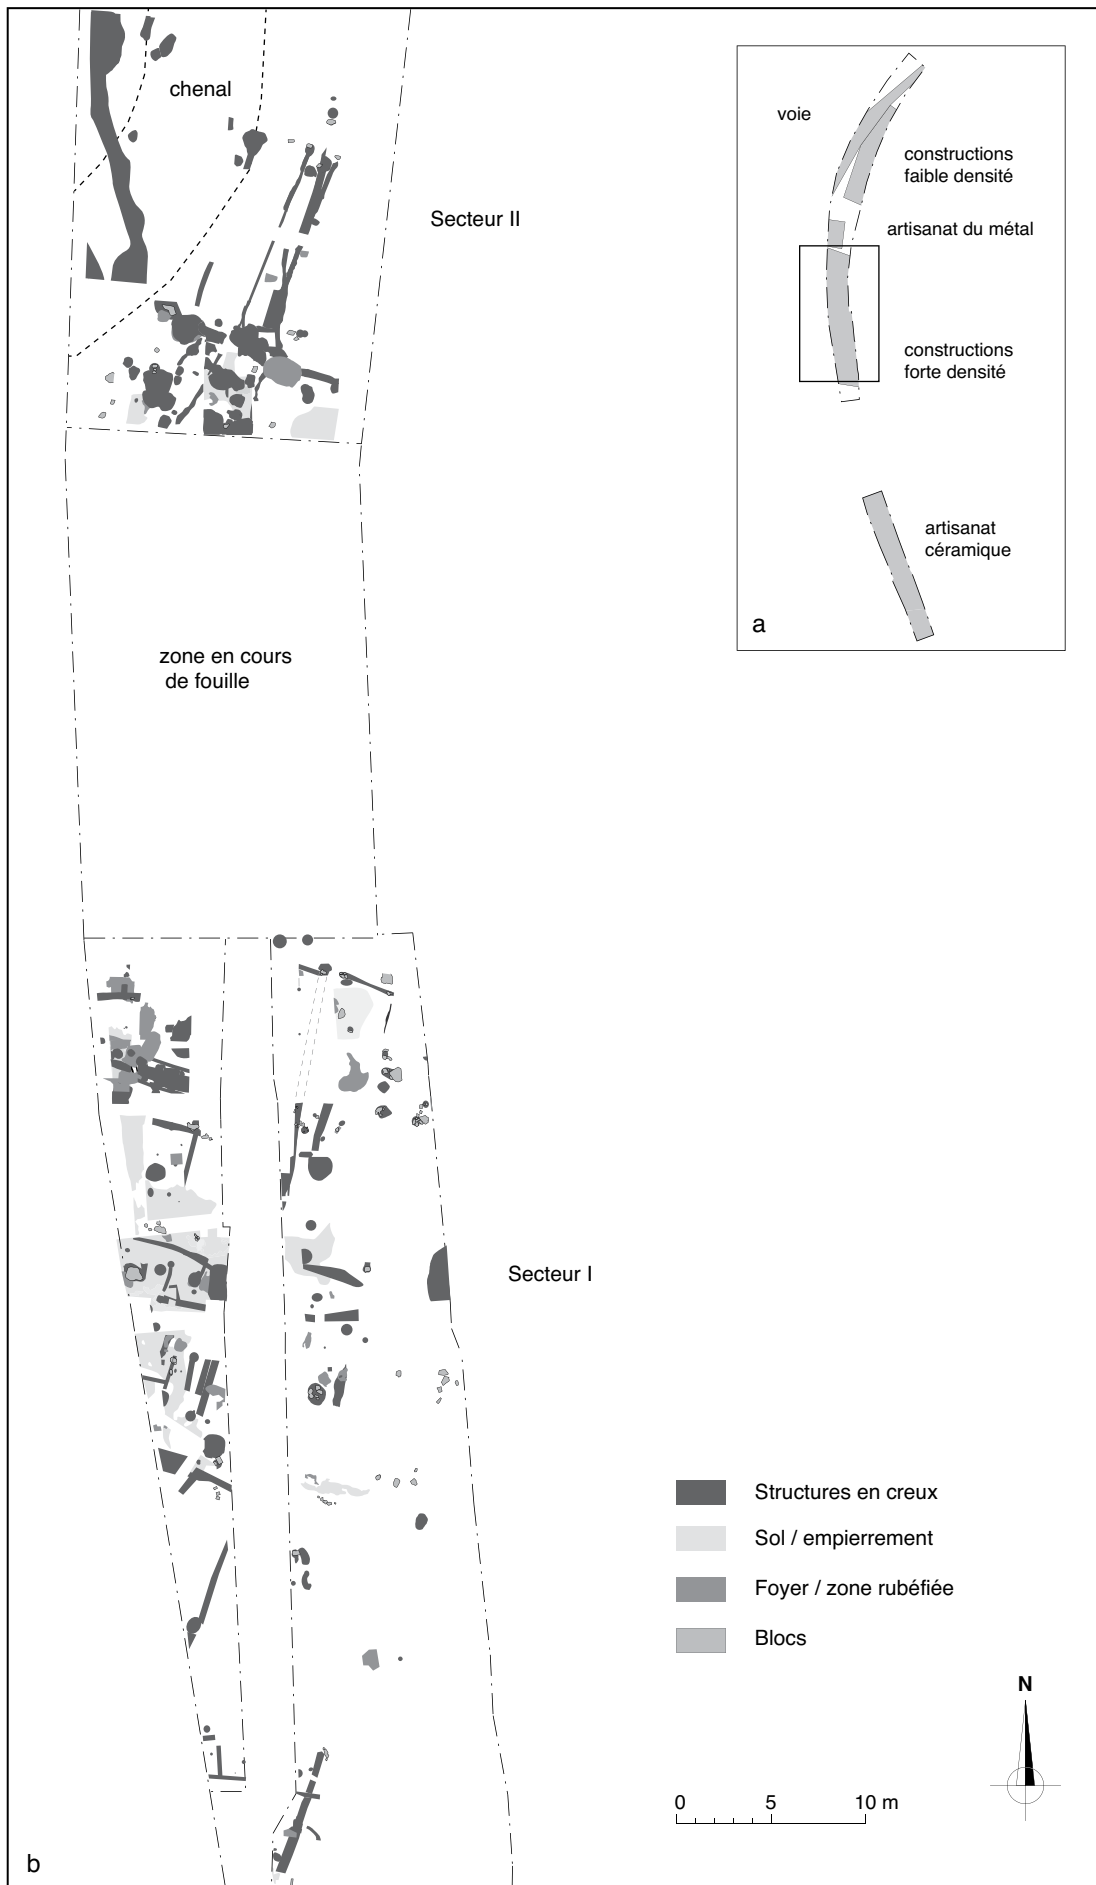 chenal
Secteur II
zone en cours
de fouille
Secteur I
voie
constructions
faible densité
artisanat du métal
constructions
forte densité
artisanat
céramique
a
Structures en creux
Sol / empierrement
Foyer / zone rubéfiée
Blocs
N
0 5 10 m
b